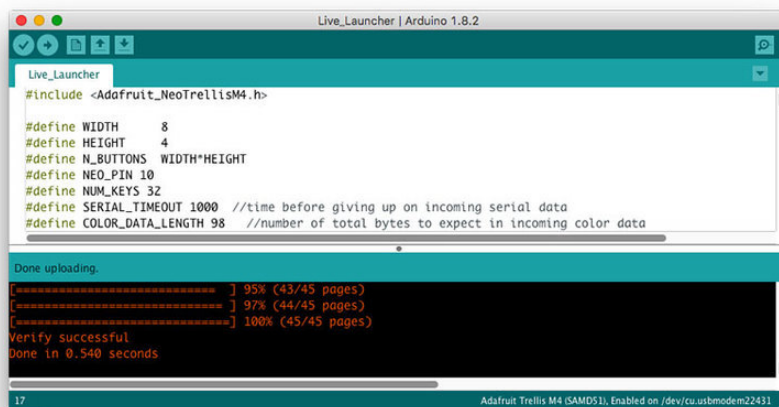 Live_Launcher | Arduino 1.8.2
Live_Launcher
#include <Adafruit_NeoTrellisM4.h>
#define WIDTH 8
#define HEIGHT 4
#define N_BUTTONS WIDTH*HEIGHT
#define NEO_PIN 10
#define NUM_KEYS 32
#define SERIAL_TIMEOUT 1000 //time before giving up on incoming serial data
#define COLOR_DATA_LENGTH 98 //number of total bytes to expect in incoming color data
Done uploading.
[============================ ] 95% (43/45 pages)
[============================= ] 97% (44/45 pages)
[==============================] 100% (45/45 pages)
Verify successful
Done in 0.540 seconds
17 Adafruit Trellis M4 (SAMD51), Enabled on /dev/cu.usbmodem22431